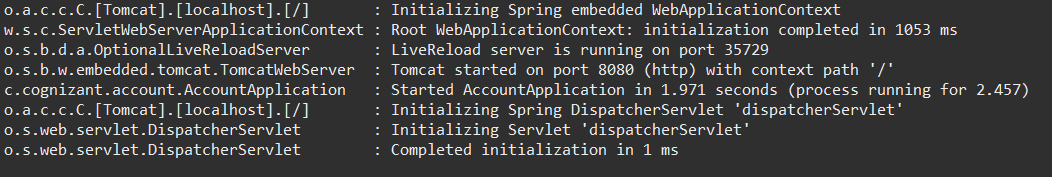 o.a.c.c.C.[Tomcat].[localhost].[/] : Initializing Spring embedded WebApplicationContext
w.s.c.ServletWebServerApplicationContext : Root WebApplicationContext: initialization completed in 1053 ms
o.s.b.d.a.OptionalLiveReloadServer : LiveReload server is running on port 35729
o.s.b.w.embedded.tomcat.TomcatWebServer : Tomcat started on port 8080 (http) with context path '/'
c.cognizant.account.AccountApplication : Started AccountApplication in 1.971 seconds (process running for 2.457)
o.a.c.c.C.[Tomcat].[localhost].[/] : Initializing Spring DispatcherServlet 'dispatcherServlet'
o.s.web.servlet.DispatcherServlet : Initializing Servlet 'dispatcherServlet'
o.s.web.servlet.DispatcherServlet : Completed initialization in 1 ms